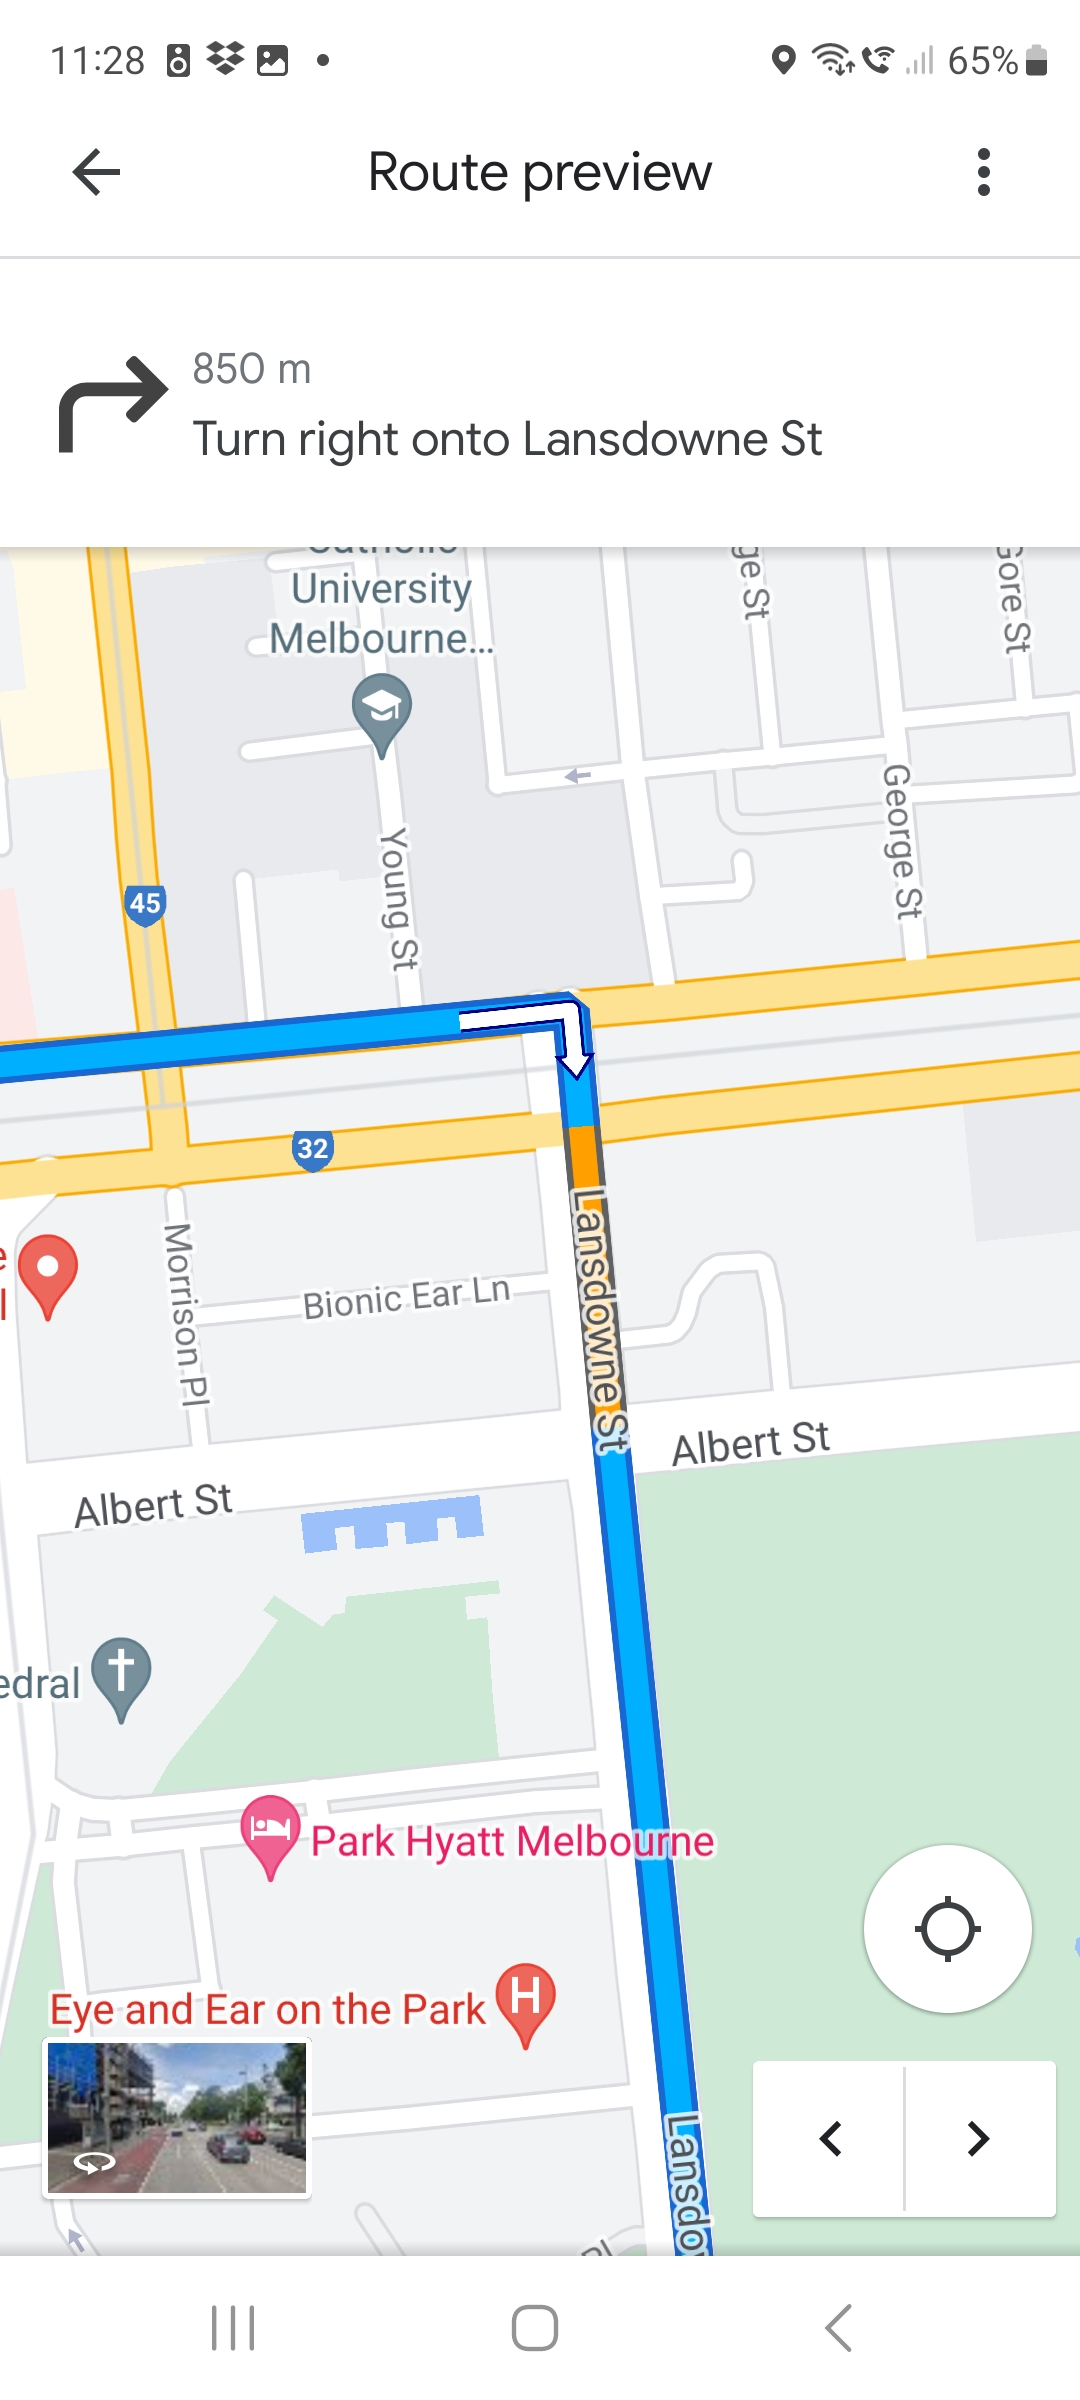 11:28
65%
Route preview
850 m
Turn right onto Lansdowne St
Catholic
University
Melbourne...
ge St
Gore St
George St
45
Young St
32
Lansdowne St
Morrison Pl
Bionic Ear Ln
Albert St
Albert St
edral
Park Hyatt Melbourne
Eye and Ear on the Park
H
Lansdo
Pl